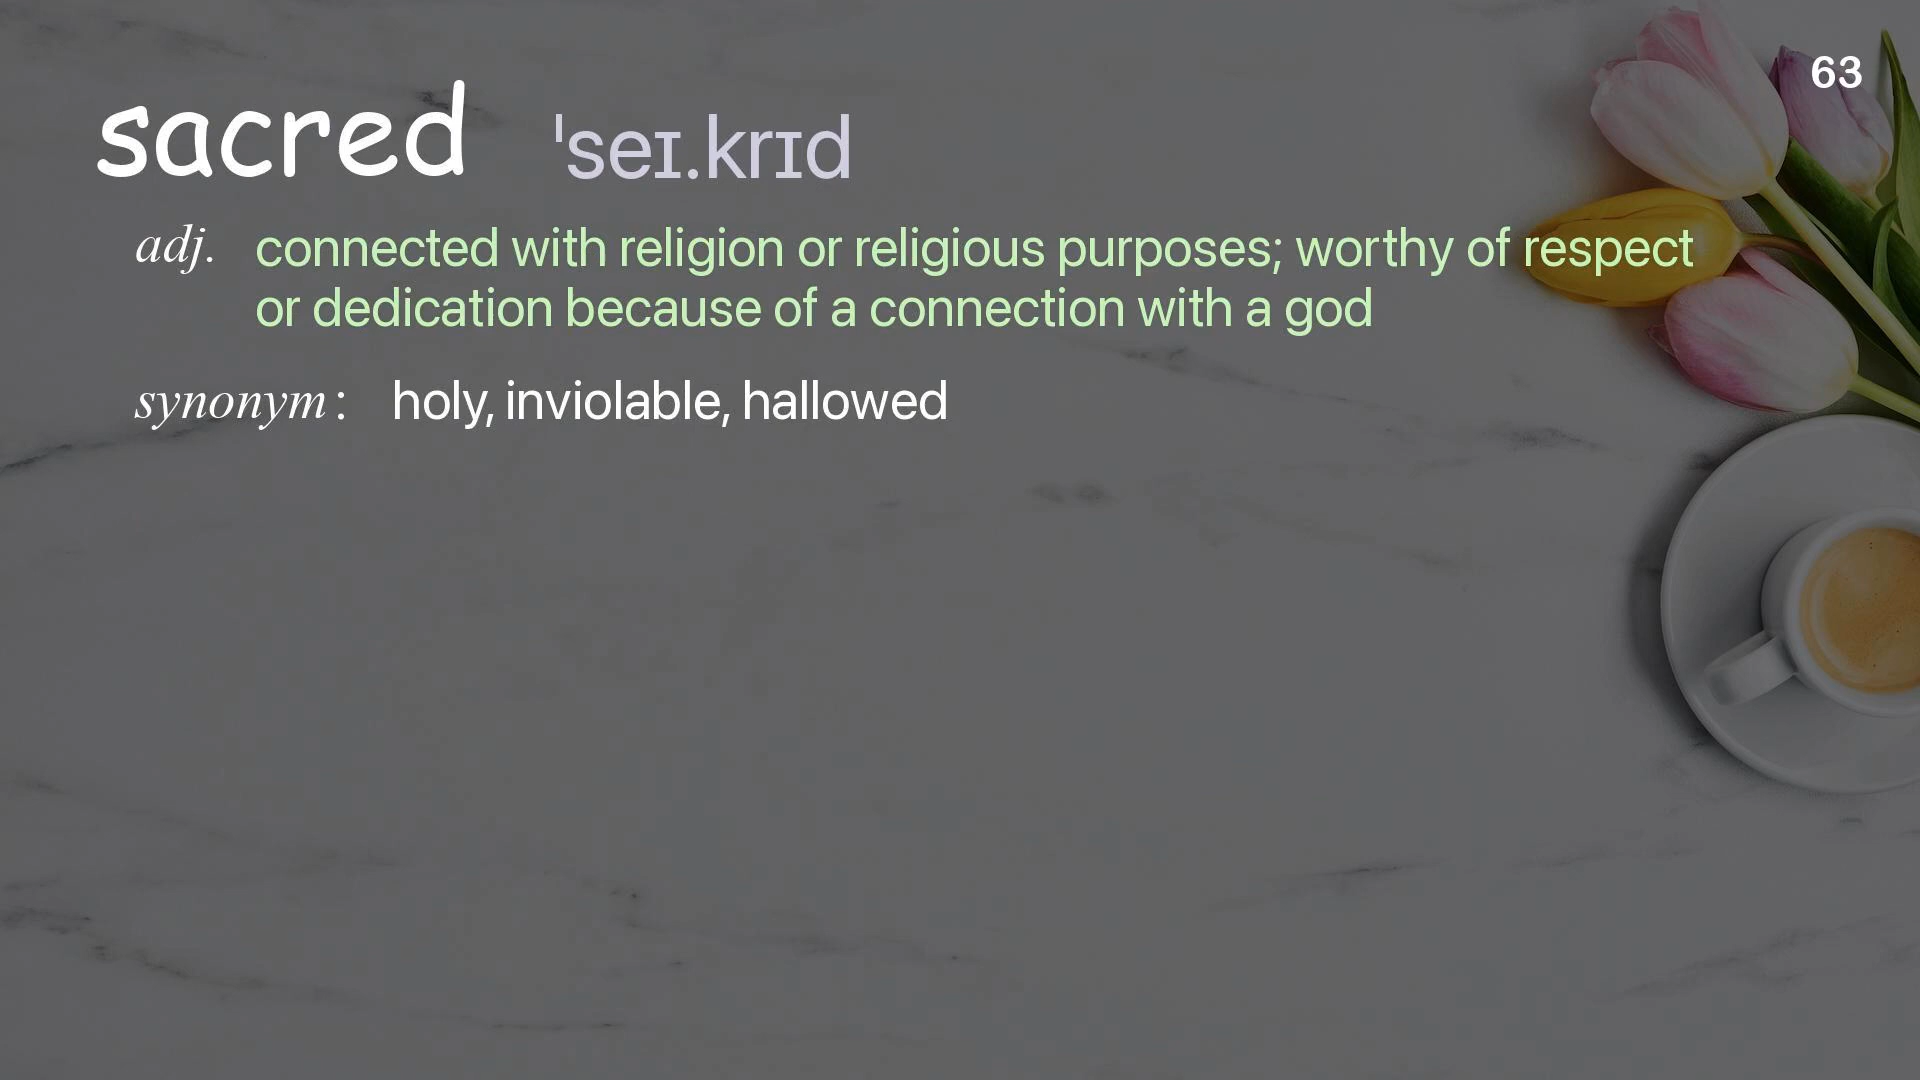 63
sacred ˈseɪ.krɪd
adj. connected with religion or religious purposes; worthy of respect
or dedication because of a connection with a god
synonym : holy, inviolable, hallowed